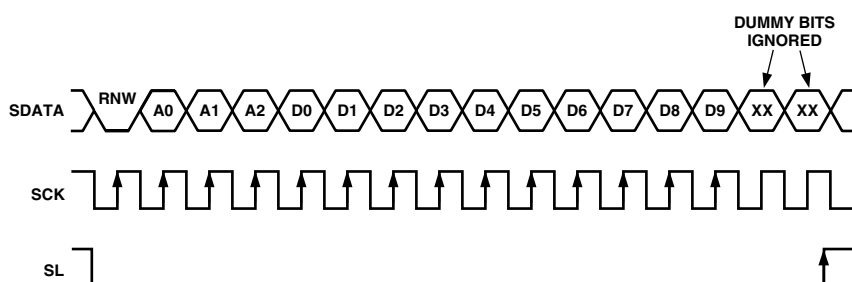 DUMMY BITS
IGNORED
SDATA RNW A0 A1 A2 D0 D1 D2 D3 D4 D5 D6 D7 D8 D9 XX XX
SCK
SL